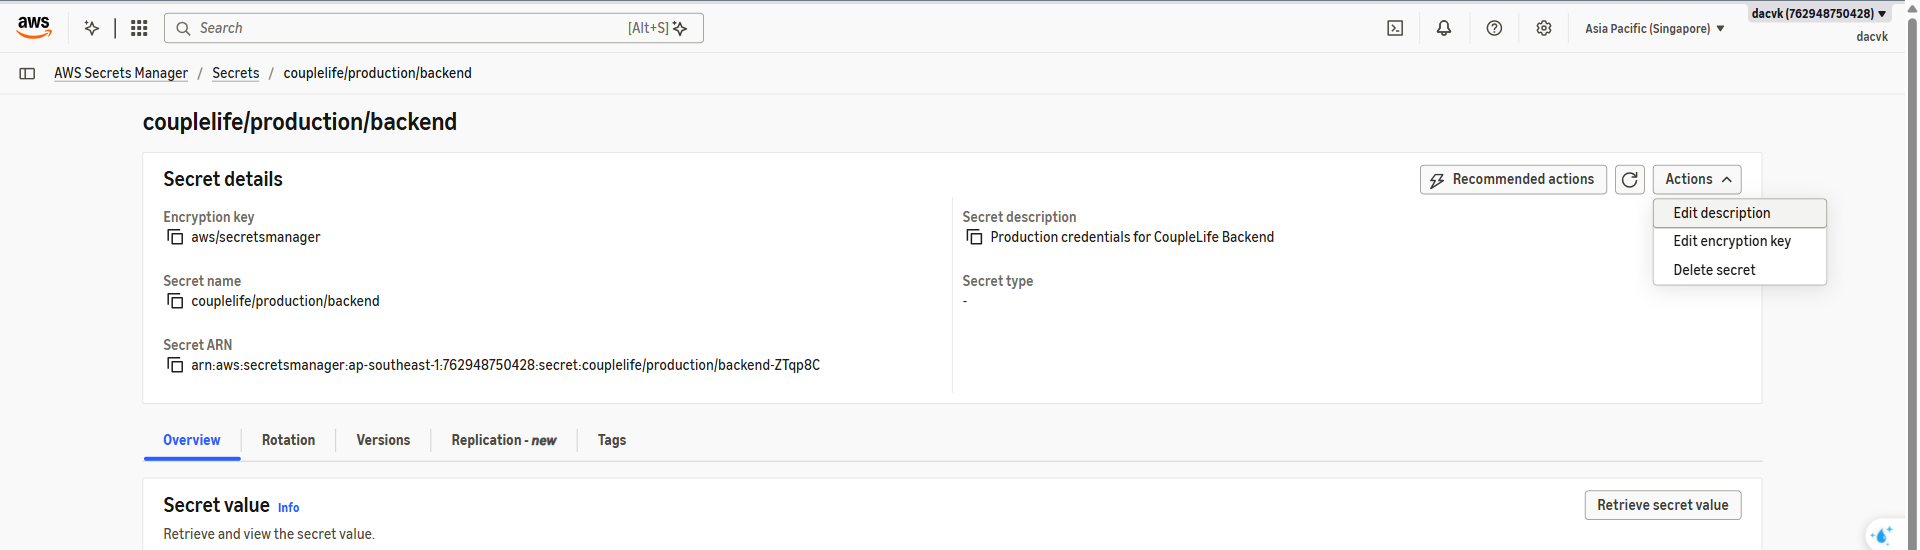 aws
Search [Alt+S]
Asia Pacific (Singapore)
dacvk (762948750428)
dacvk
AWS Secrets Manager / Secrets / couplelife/production/backend
couplelife/production/backend
Secret details
Recommended actions
Actions
Edit description
Edit encryption key
Delete secret
Encryption key
aws/secretsmanager
Secret name
couplelife/production/backend
Secret ARN
arn:aws:secretsmanager:ap-southeast-1:762948750428:secret:couplelife/production/backend-ZTqp8C
Secret description
Production credentials for CoupleLife Backend
Secret type
-
Overview
Rotation
Versions
Replication - new
Tags
Secret value Info
Retrieve secret value
Retrieve and view the secret value.